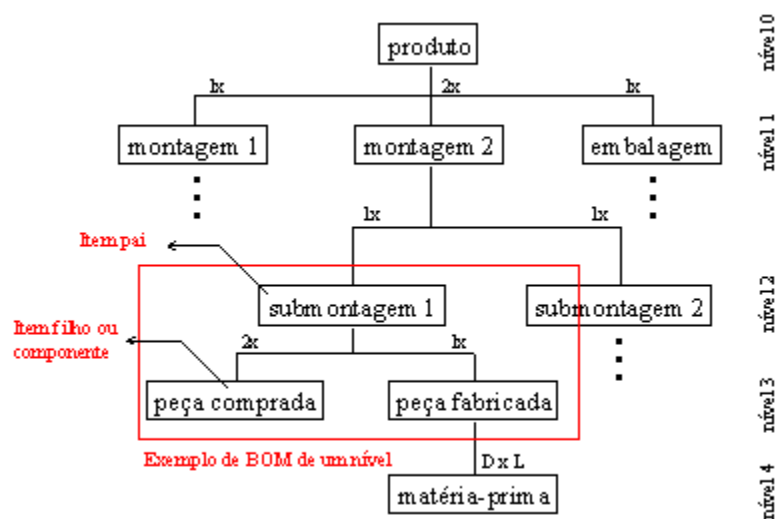 produto
nível 0
1x
2x
1x
montagem 1
montagem 2
embalagem
nível 1
1x
1x
Item pai
submontagem 1
submontagem 2
nível 2
Item filho ou
componente
2x
1x
peça comprada
peça fabricada
nível 3
Exemplo de BOM de um nível
D x L
matéria-prima
nível 4